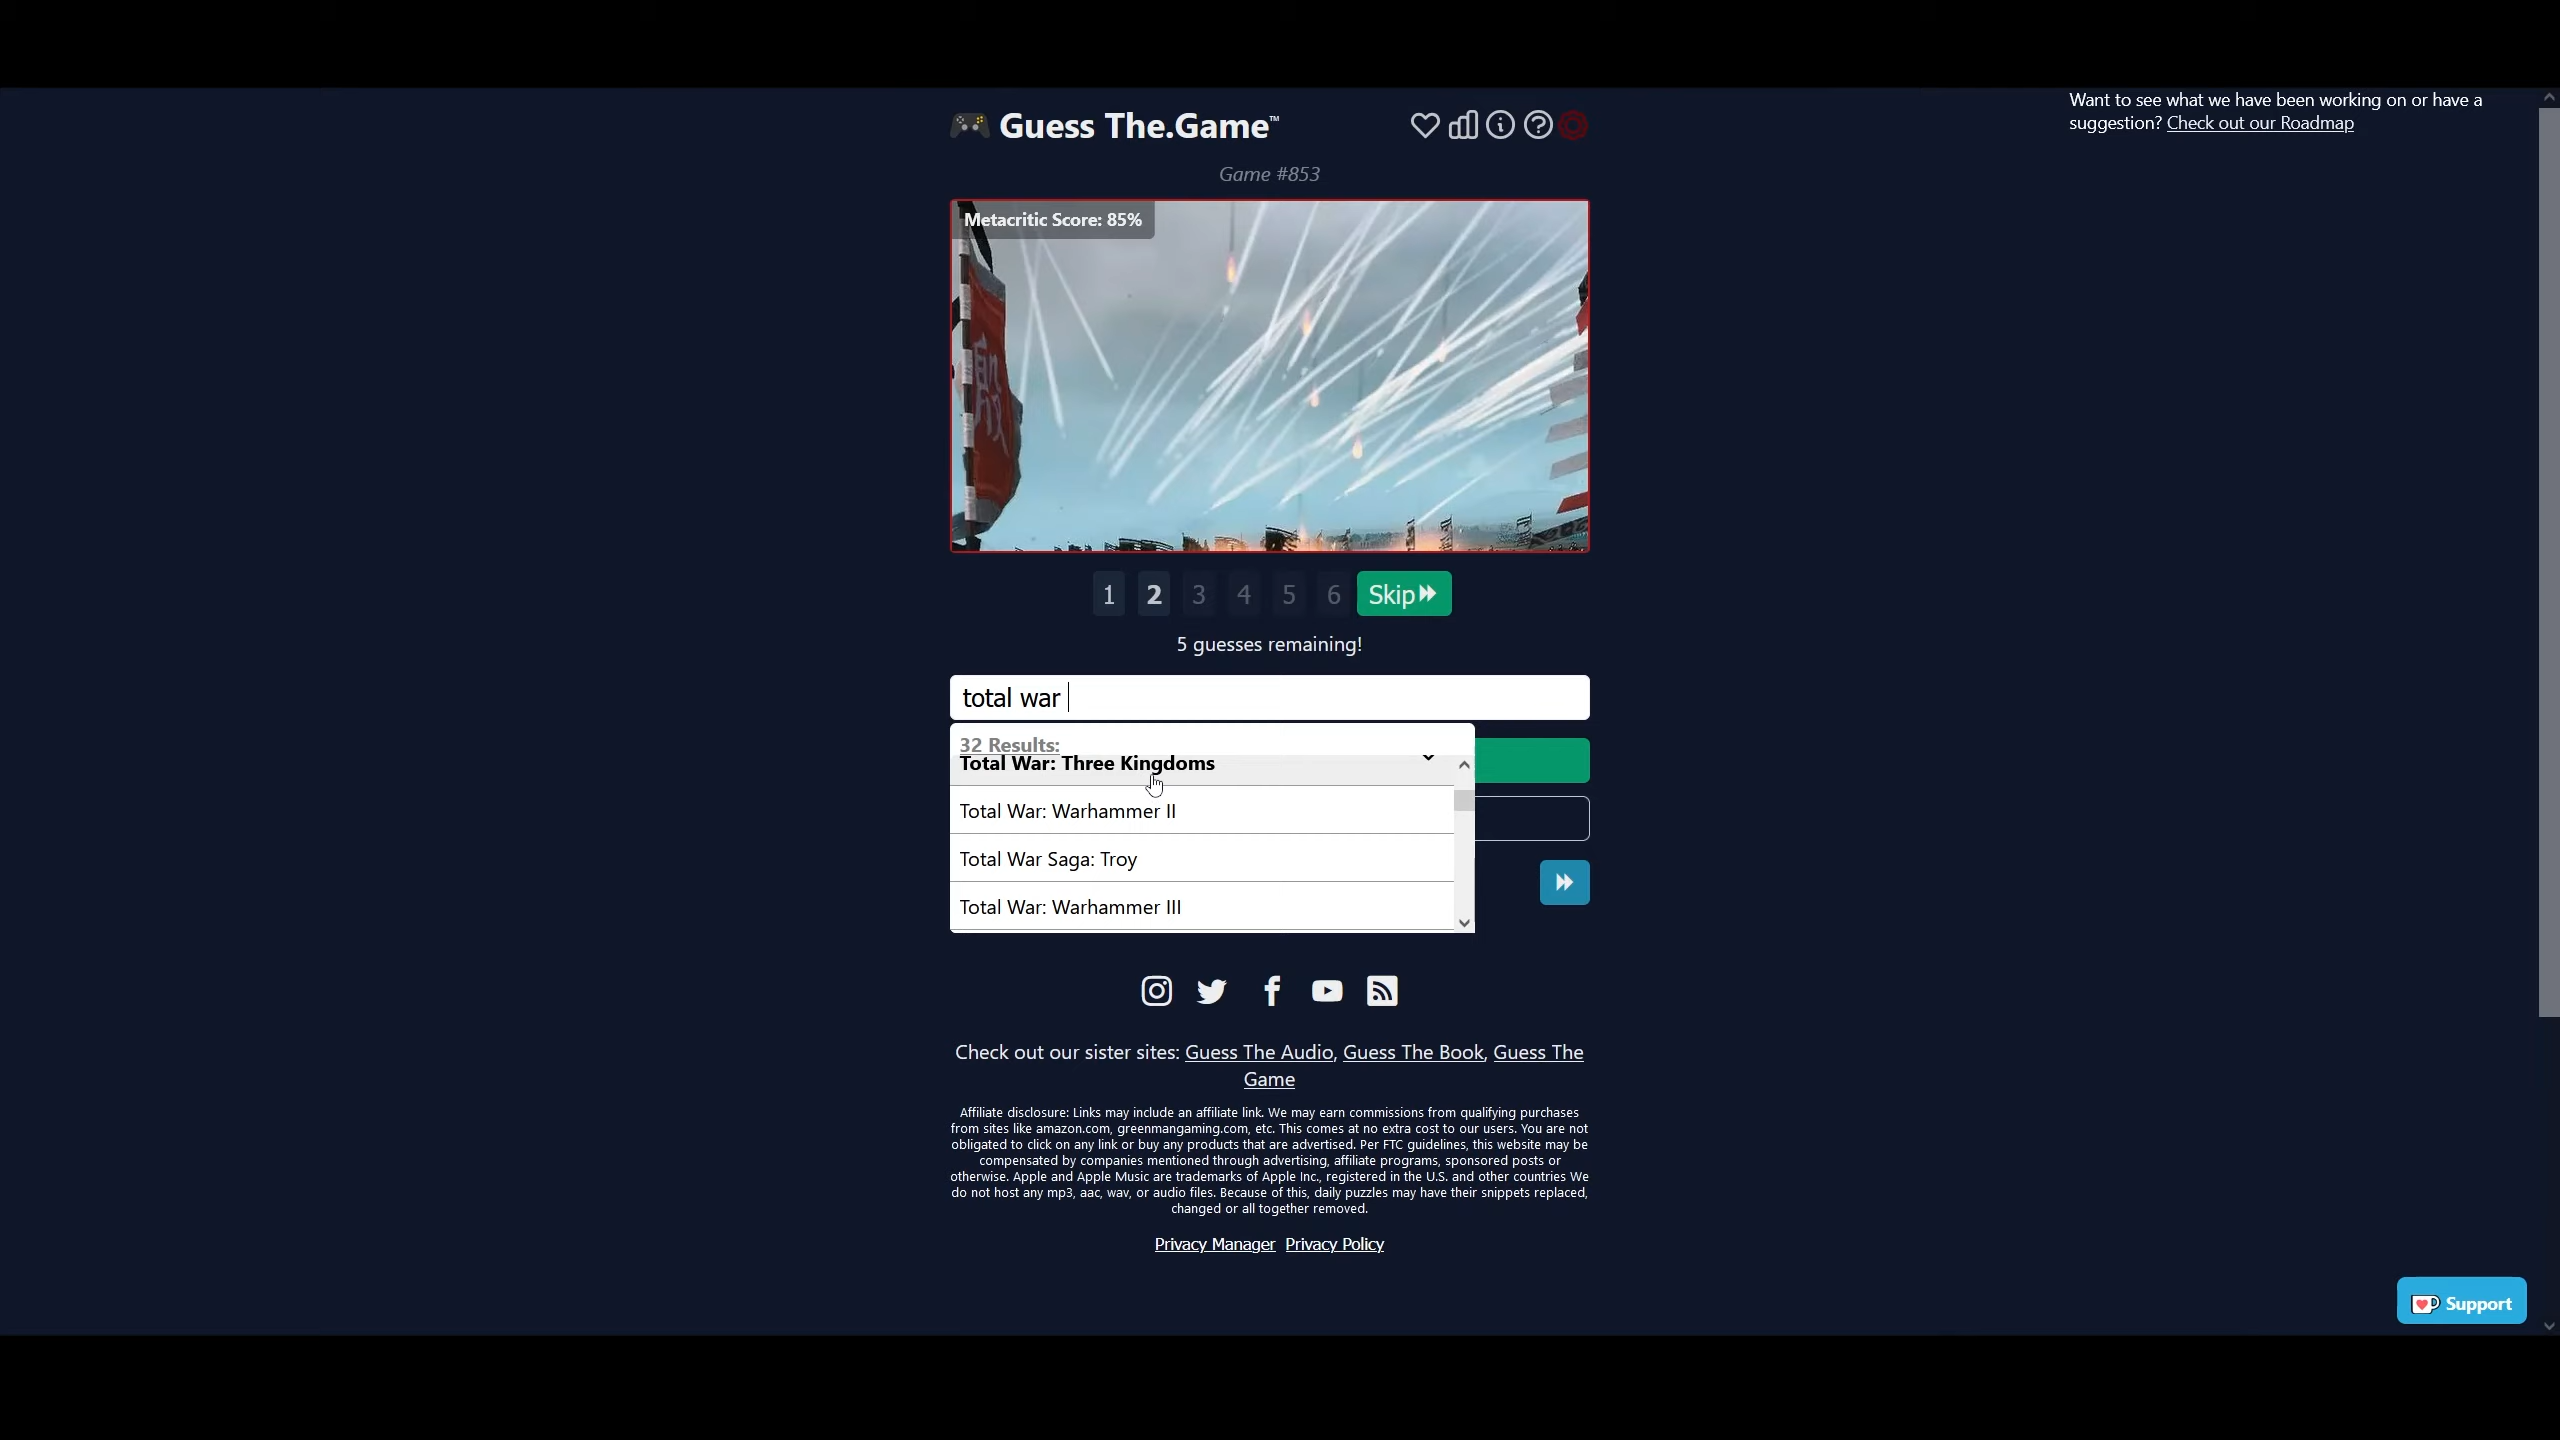 Want to see what we have been working on or have a
suggestion? Check out our Roadmap
Guess The.Game™
Game #853
Metacritic Score: 85%
1 2 3 4 5 6 Skip
5 guesses remaining!
total war
32 Results:
Total War: Three Kingdoms
Total War: Warhammer II
Total War Saga: Troy
Total War: Warhammer III
Check out our sister sites: Guess The Audio, Guess The Book, Guess The
Game
Affiliate disclosure: Links may include an affiliate link. We may earn commissions from qualifying purchases
from sites like amazon.com, greenmangaming.com, etc. This comes at no extra cost to our users. You are not
obligated to click on any link or buy any products that are advertised. Per FTC guidelines, this website may be
compensated by companies mentioned through advertising, affiliate programs, sponsored posts or
otherwise. Apple and Apple Music are trademarks of Apple Inc., registered in the U.S. and other countries We
do not host any mp3, aac, wav, or audio files. Because of this, daily puzzles may have their snippets replaced,
changed or all together removed.
Privacy Manager Privacy Policy
Support